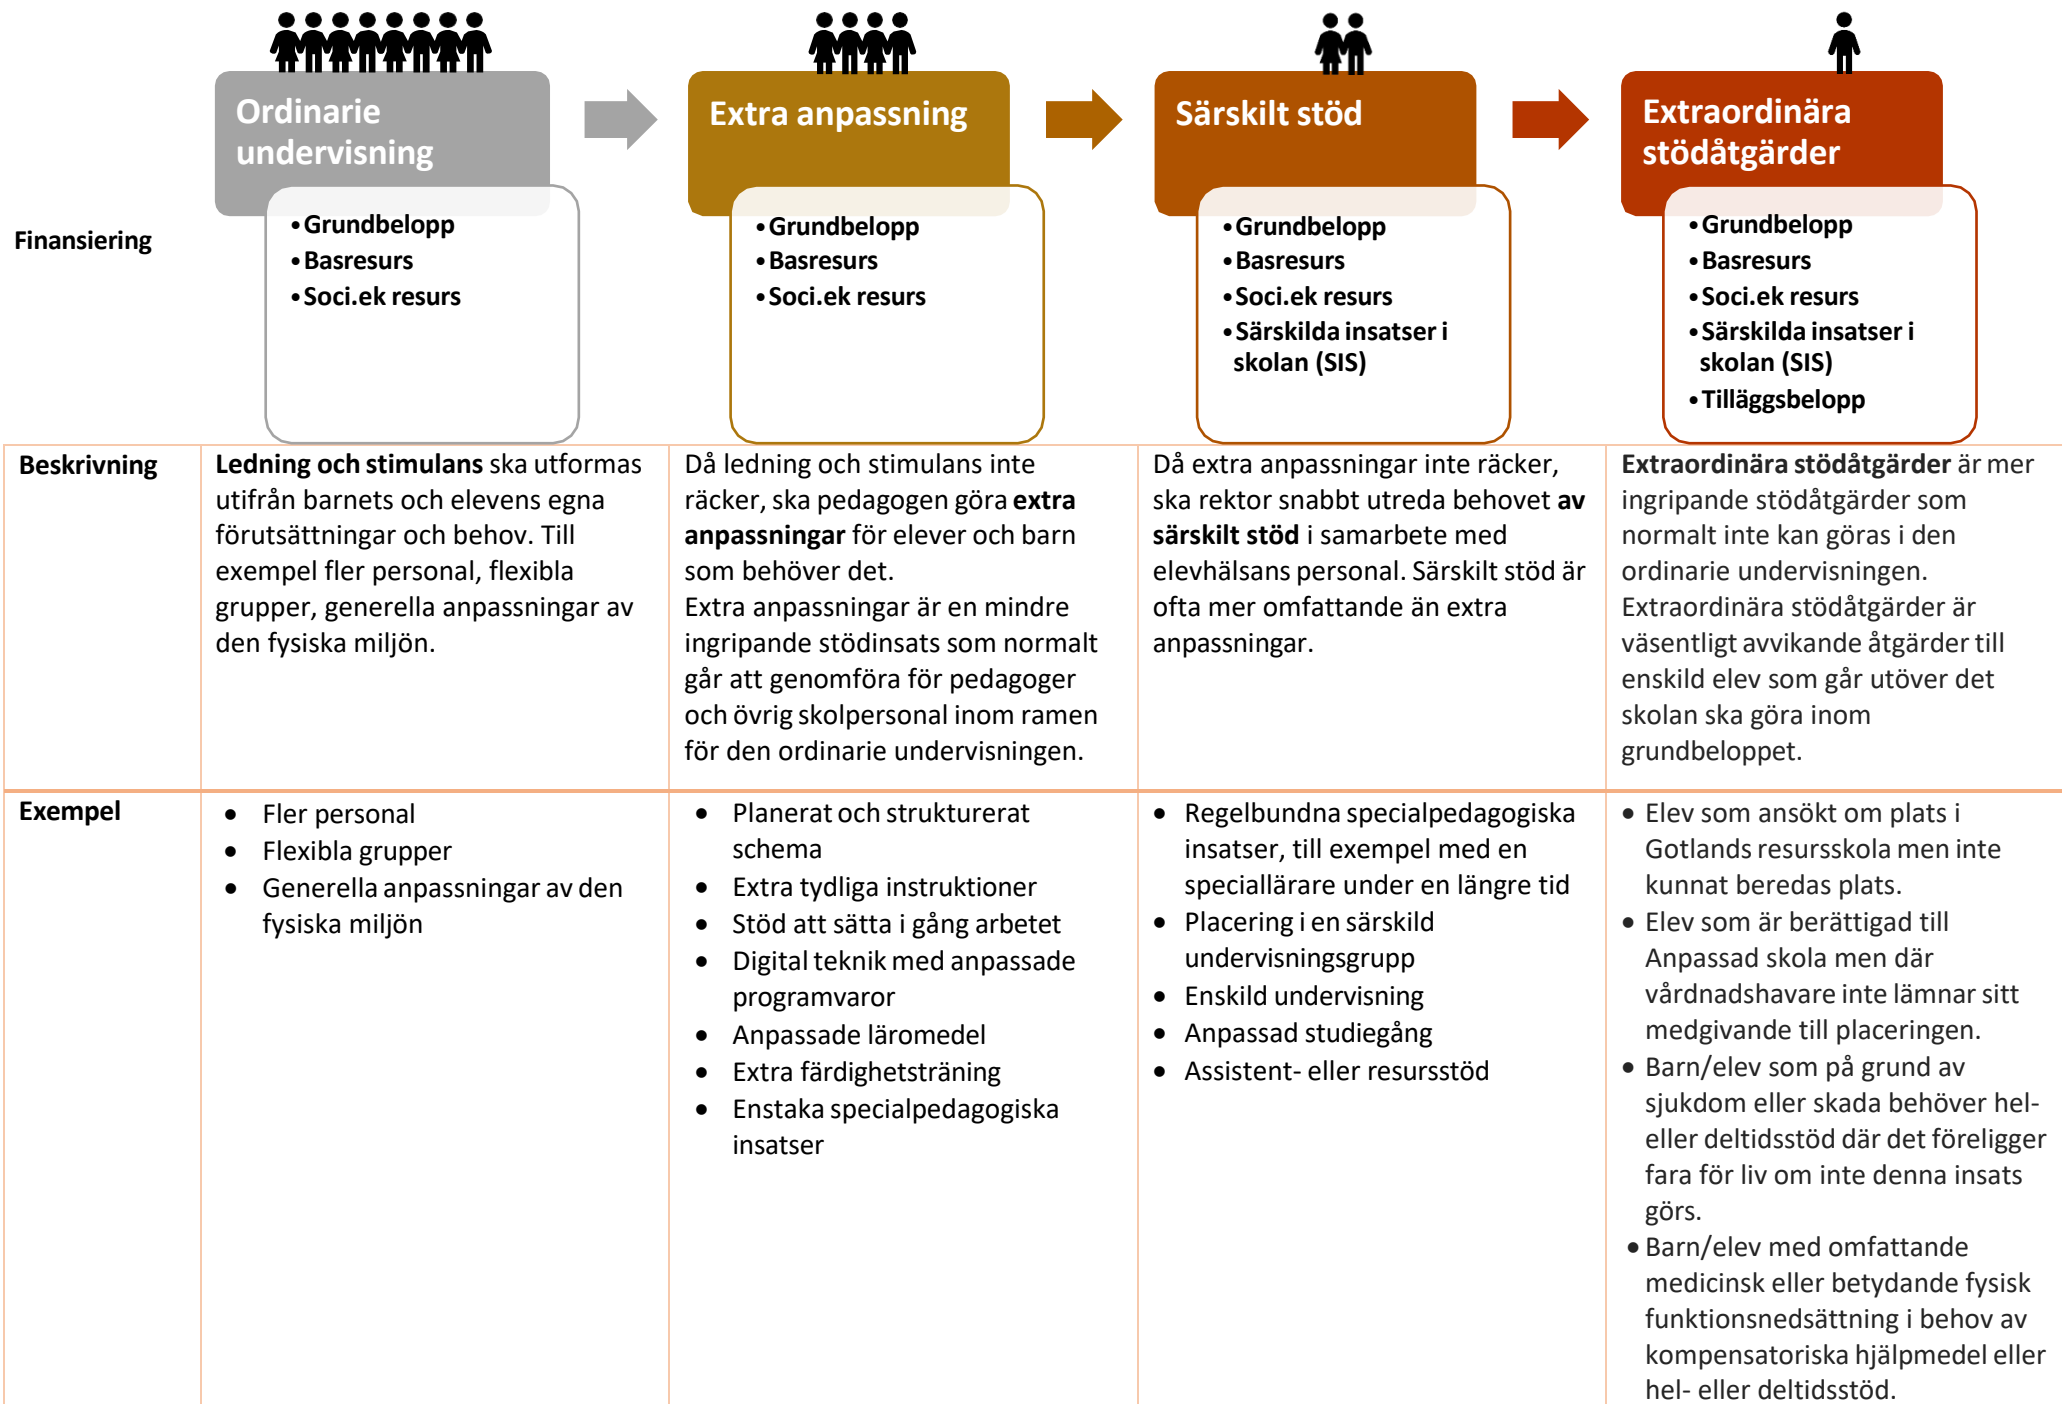 Ordinarie
undervisning
Extra anpassning
Särskilt stöd
Extraordinära
stödåtgärder
Finansiering
•Grundbelopp
•Basresurs
•Soci.ek resurs
•Grundbelopp
•Basresurs
•Soci.ek resurs
•Grundbelopp
•Basresurs
•Soci.ek resurs
•Särskilda insatser i
skolan (SIS)
•Grundbelopp
•Basresurs
•Soci.ek resurs
•Särskilda insatser i
skolan (SIS)
•Tilläggsbelopp
Beskrivning
Ledning och stimulans ska utformas
utifrån barnets och elevens egna
förutsättningar och behov. Till
exempel fler personal, flexibla
grupper, generella anpassningar av
den fysiska miljön.
Då ledning och stimulans inte
räcker, ska pedagogen göra extra
anpassningar för elever och barn
som behöver det.
Extra anpassningar är en mindre
ingripande stödinsats som normalt
går att genomföra för pedagoger
och övrig skolpersonal inom ramen
för den ordinarie undervisningen.
Då extra anpassningar inte räcker,
ska rektor snabbt utreda behovet av
särskilt stöd i samarbete med
elevhälsans personal. Särskilt stöd är
ofta mer omfattande än extra
anpassningar.
Extraordinära stödåtgärder är mer
ingripande stödåtgärder som
normalt inte kan göras i den
ordinarie undervisningen.
Extraordinära stödåtgärder är
väsentligt avvikande åtgärder till
enskild elev som går utöver det
skolan ska göra inom
grundbeloppet.
Exempel
• Fler personal
• Flexibla grupper
• Generella anpassningar av den
fysiska miljön
• Planerat och strukturerat
schema
• Extra tydliga instruktioner
• Stöd att sätta i gång arbetet
• Digital teknik med anpassade
programvaror
• Anpassade läromedel
• Extra färdighetsträning
• Enstaka specialpedagogiska
insatser
• Regelbundna specialpedagogiska
insatser, till exempel med en
speciallärare under en längre tid
• Placering i en särskild
undervisningsgrupp
• Enskild undervisning
• Anpassad studiegång
• Assistent- eller resursstöd
• Elev som ansökt om plats i
Gotlands resursskola men inte
kunnat beredas plats.
• Elev som är berättigad till
Anpassad skola men där
vårdnadshavare inte lämnar sitt
medgivande till placeringen.
• Barn/elev som på grund av
sjukdom eller skada behöver hel-
eller deltidsstöd där det föreligger
fara för liv om inte denna insats
görs.
• Barn/elev med omfattande
medicinsk eller betydande fysisk
funktionsnedsättning i behov av
kompensatoriska hjälpmedel eller
hel- eller deltidsstöd.